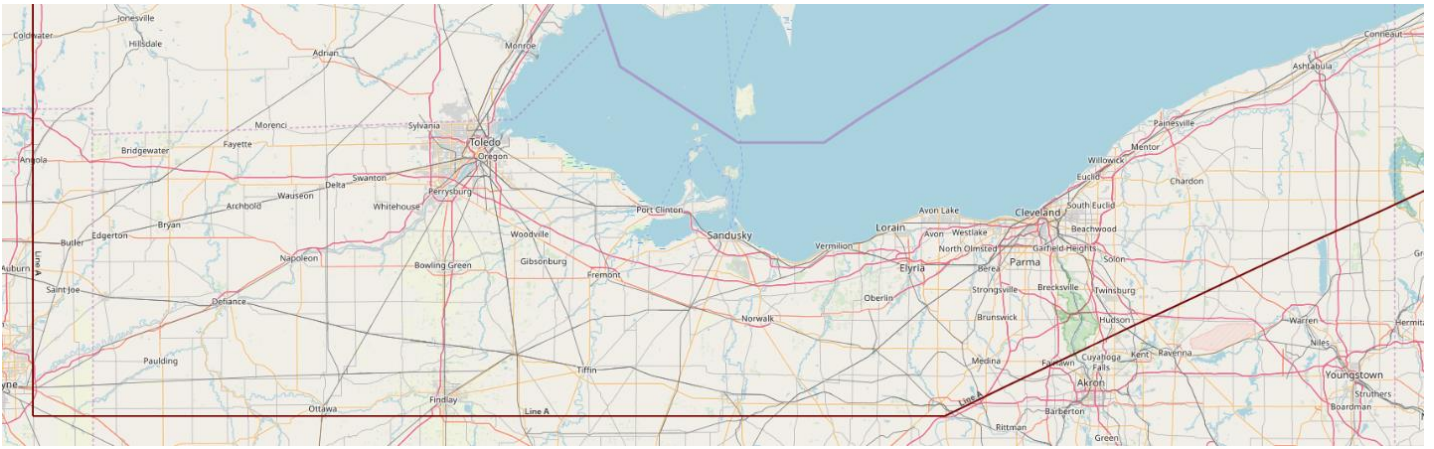 Jonesville
Coldwater
Hillsdale
Adrian
Monroe
Conneaut
Ashtabula
Morenci
Sylvania
Painesville
Bridgewater
Fayette
Toledo
Mentor
Angola
Oregon
Willowick
Swanton
Euclid
Chardon
Delta
Wauseon
Perrysburg
Archbold
Whitehouse
Port Clinton
Avon Lake
Cleveland
South Euclid
Bryan
Lorain
Edgerton
Woodville
Sandusky
Avon
Westlake
Beachwood
Butler
Vermilion
North Olmsted
Garfield Heights
Line A
Napoleon
Gibsonburg
Parma
Solon
Auburn
Bowling Green
Elyria
Berea
Fremont
Saint Joe
Strongsville
Brecksville
Twinsburg
Oberlin
Defiance
Norwalk
Brunswick
Hudson
Warren
Hermita
Niles
Paulding
Medina
Fairlawn
Cuyahoga
Falls
Kent
Ravenna
Tiffin
Youngstown
yne
Akron
Struthers
Findlay
Line A
Ottawa
Line A
Barberton
Boardman
Rittman
Green